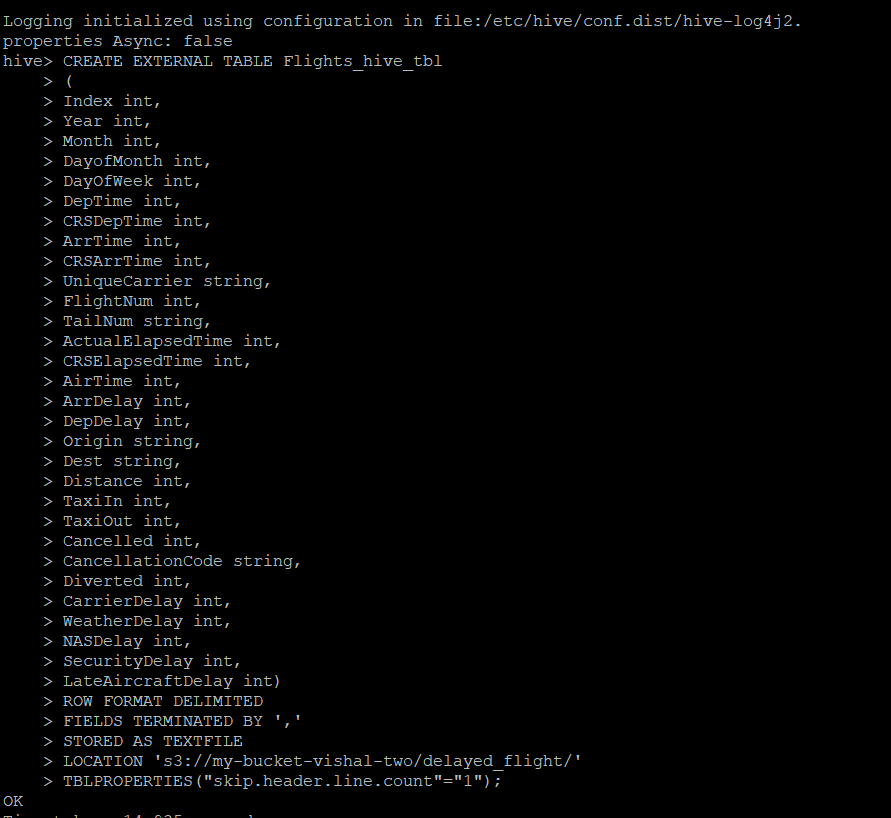 Logging initialized using configuration in file:/etc/hive/conf.dist/hive-log4j2.
properties Async: false
hive> CREATE EXTERNAL TABLE Flights_hive_tbl
    > (
    > Index int,
    > Year int,
    > Month int,
    > DayofMonth int,
    > DayOfWeek int,
    > DepTime int,
    > CRSDepTime int,
    > ArrTime int,
    > CRSArrTime int,
    > UniqueCarrier string,
    > FlightNum int,
    > TailNum string,
    > ActualElapsedTime int,
    > CRSElapsedTime int,
    > AirTime int,
    > ArrDelay int,
    > DepDelay int,
    > Origin string,
    > Dest string,
    > Distance int,
    > TaxiIn int,
    > TaxiOut int,
    > Cancelled int,
    > CancellationCode string,
    > Diverted int,
    > CarrierDelay int,
    > WeatherDelay int,
    > NASDelay int,
    > SecurityDelay int,
    > LateAircraftDelay int)
    > ROW FORMAT DELIMITED
    > FIELDS TERMINATED BY ','
    > STORED AS TEXTFILE
    > LOCATION 's3://my-bucket-vishal-two/delayed_flight/'
    > TBLPROPERTIES("skip.header.line.count"="1");
OK